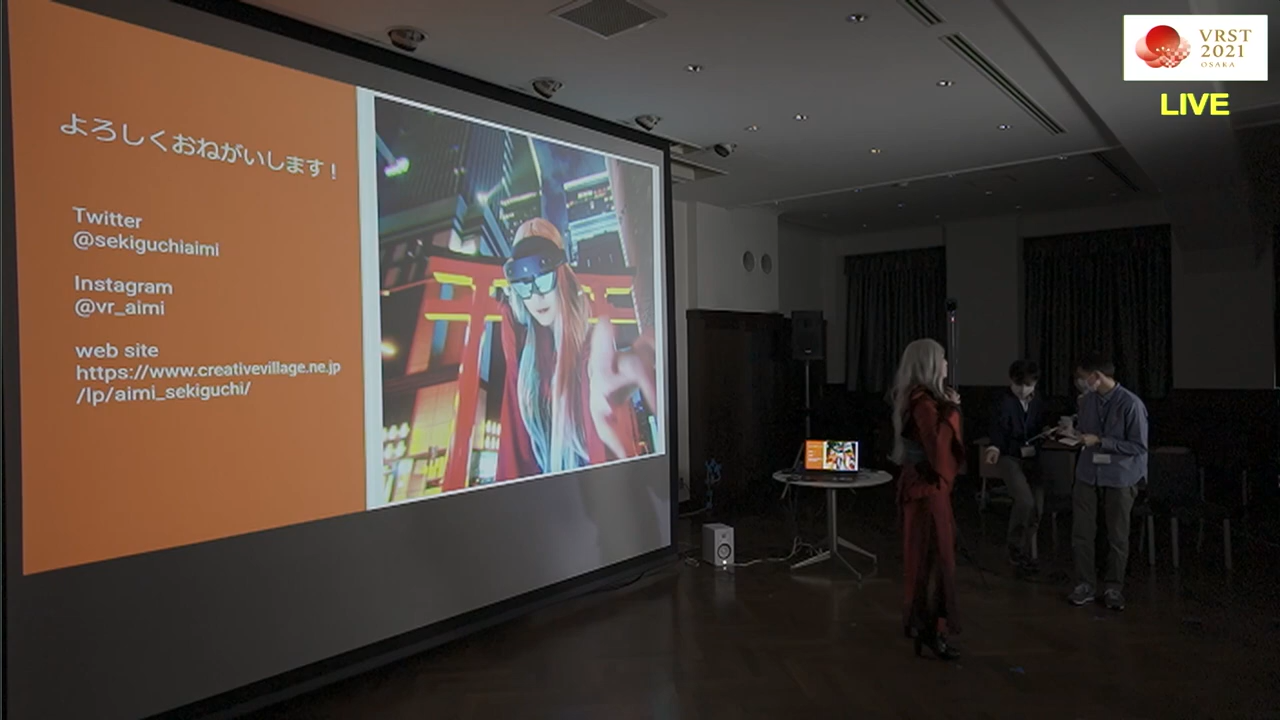 よろしくおねがいします！
Twitter
@sekiguchiaimi
Instagram
@vr_aimi
web site
https://www.creativevillage.ne.jp
/lp/aimi_sekiguchi/
VRST
2021
OSAKA
LIVE